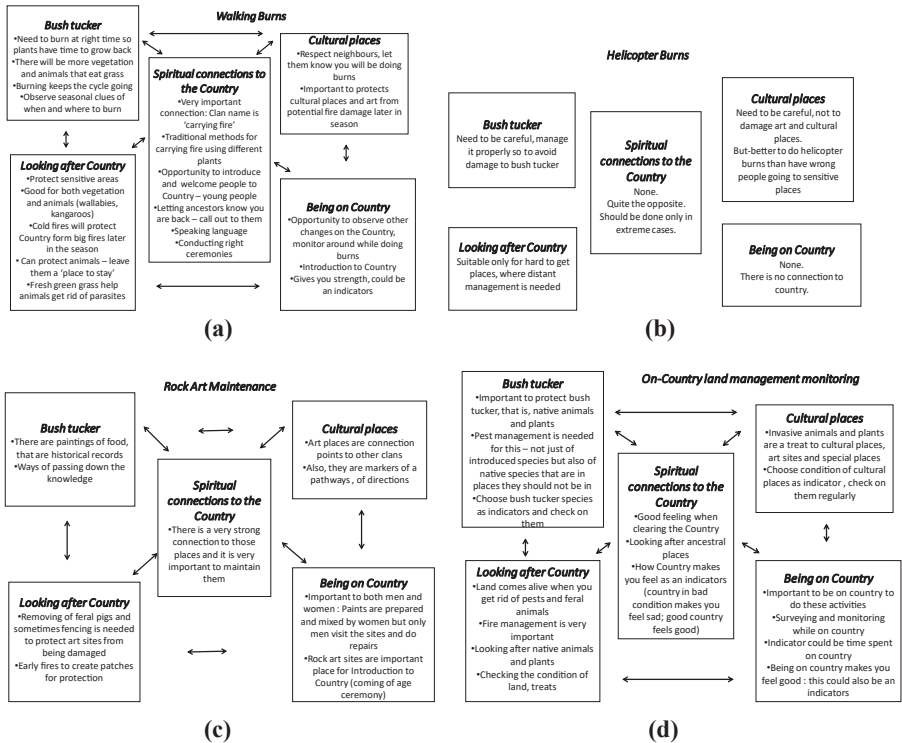 Walking Burns
Bush tucker
•Need to burn at right time so
plants have time to grow back
•There will be more vegetation
and animals that eat grass
•Burning keeps the cycle going
•Observe seasonal clues of
when and where to burn
Cultural places
•Respect neighbours, let
them know you will be doing
burns
•Important to protects
cultural places and art from
potential fire damage later in
season
Spiritual connections to
the Country
•Very important
connection: Clan name is
‘carrying fire’
•Traditional methods for
carrying fire using different
plants
•Opportunity to introduce
and welcome people to
Country – young people
•Letting ancestors know you
are back – call out to them
•Speaking language
•Conducting right
ceremonies
Looking after Country
•Protect sensitive areas
•Good for both vegetation
and animals (wallabies,
kangaroos)
•Cold fires will protect
Country form big fires later
in the season
•Can protect animals – leave
them a ‘place to stay’
•Fresh green grass help
animals get rid of parasites
Being on Country
•Opportunity to observe other
changes on the Country,
monitor around while doing
burns
•Introduction to Country
•Gives you strength, could be
an indicators
(a)
Helicopter Burns
Bush tucker
Need to be careful, manage
it properly so to avoid
damage to bush tucker
Cultural places
Need to be careful, not to
damage art and cultural
places.
But-better to do helicopter
burns than have wrong
people going to sensitive
places
Spiritual
connections to the
Country
None.
Quite the opposite.
Should be done only in
extreme cases.
Looking after Country
Suitable only for hard to get
places, where distant
management is needed
Being on Country
None.
There is no connection to
country.
(b)
Rock Art Maintenance
Bush tucker
•There are paintings of food,
that are historical records
•Ways of passing down the
knowledge
Cultural places
•Art places are connection
points to other clans
•Also, they are markers of a
pathways , of directions
Spiritual
connections to the
Country
•There is a very strong
connection to those
places and it is very
important to maintain
them
Looking after Country
•Removing of feral pigs and
sometimes fencing is needed
to protect art sites from
being damaged
•Early fires to create patches
for protection
Being on Country
•Important to both men and
women : Paints are prepared
and mixed by women but only
men visit the sites and do
repairs
•Rock art sites are important
place for Introduction to
Country (coming of age
ceremony)
(c)
On-Country land management monitoring
Bush tucker
•Important to protect bush
tucker, that is, native animals
and plants
•Pest management is needed
for this – not just of
introduced species but also of
native species that are in
places they should not be in
•Choose bush tucker species
as indicators and check on
them
Cultural places
•Invasive animals and plants
are a treat to cultural places,
art sites and special places
•Choose condition of cultural
places as indicator , check on
them regularly
Spiritual
connections to the
Country
•Good feeling when
clearing the Country
•Looking after ancestral
places
•How Country makes
you feel as an indicators
(country in bad
condition makes you
feel sad; good country
feels good)
Looking after Country
•Land comes alive when you
get rid of pests and feral
animals
•Fire management is very
important
•Looking after native animals
and plants
•Checking the condition of
land, treats
Being on Country
•Important to be on country to
do these activities
•Surveying and monitoring
while on country
•Indicator could be time spent
on country
•Being on country makes you
feel good : this could also be an
indicators
(d)